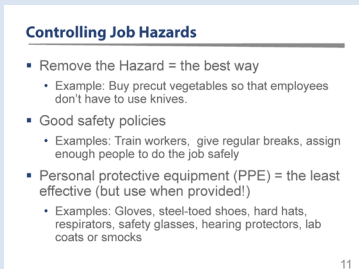 Controlling Job Hazards
▪ Remove the Hazard = the best way
• Example: Buy precut vegetables so that employees
don't have to use knives.
▪ Good safety policies
• Examples: Train workers,  give regular breaks, assign
enough people to do the job safely
▪ Personal protective equipment (PPE) = the least
effective (but use when provided!)
• Examples: Gloves, steel-toed shoes, hard hats,
respirators, safety glasses, hearing protectors, lab
coats or smocks
11